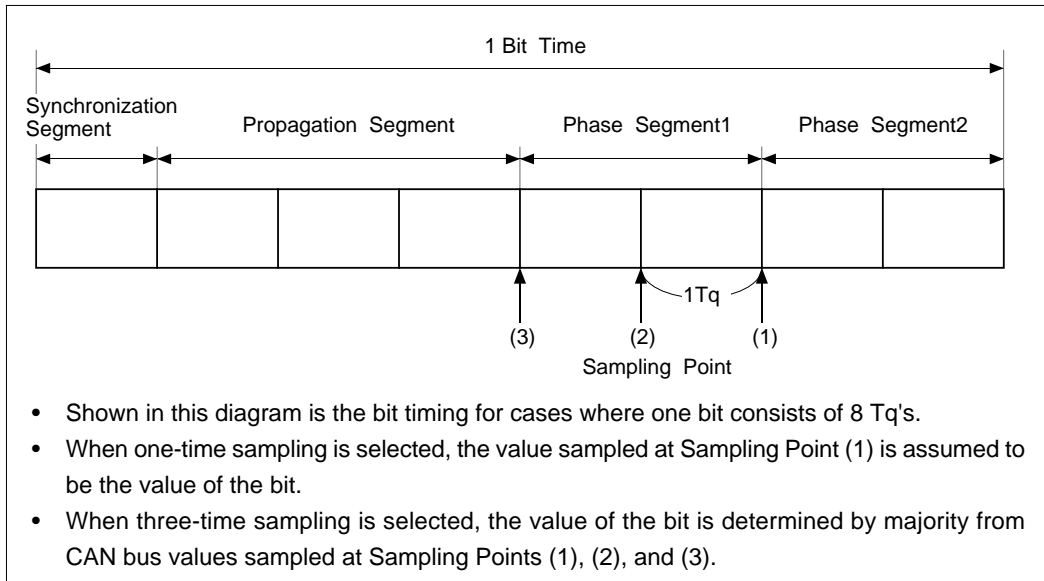 1 Bit Time
Synchronization
Segment
Propagation Segment
Phase Segment1
Phase Segment2
1Tq
(3)
(2)
(1)
Sampling Point
• Shown in this diagram is the bit timing for cases where one bit consists of 8 Tq's.
• When one-time sampling is selected, the value sampled at Sampling Point (1) is assumed to
be the value of the bit.
• When three-time sampling is selected, the value of the bit is determined by majority from
CAN bus values sampled at Sampling Points (1), (2), and (3).